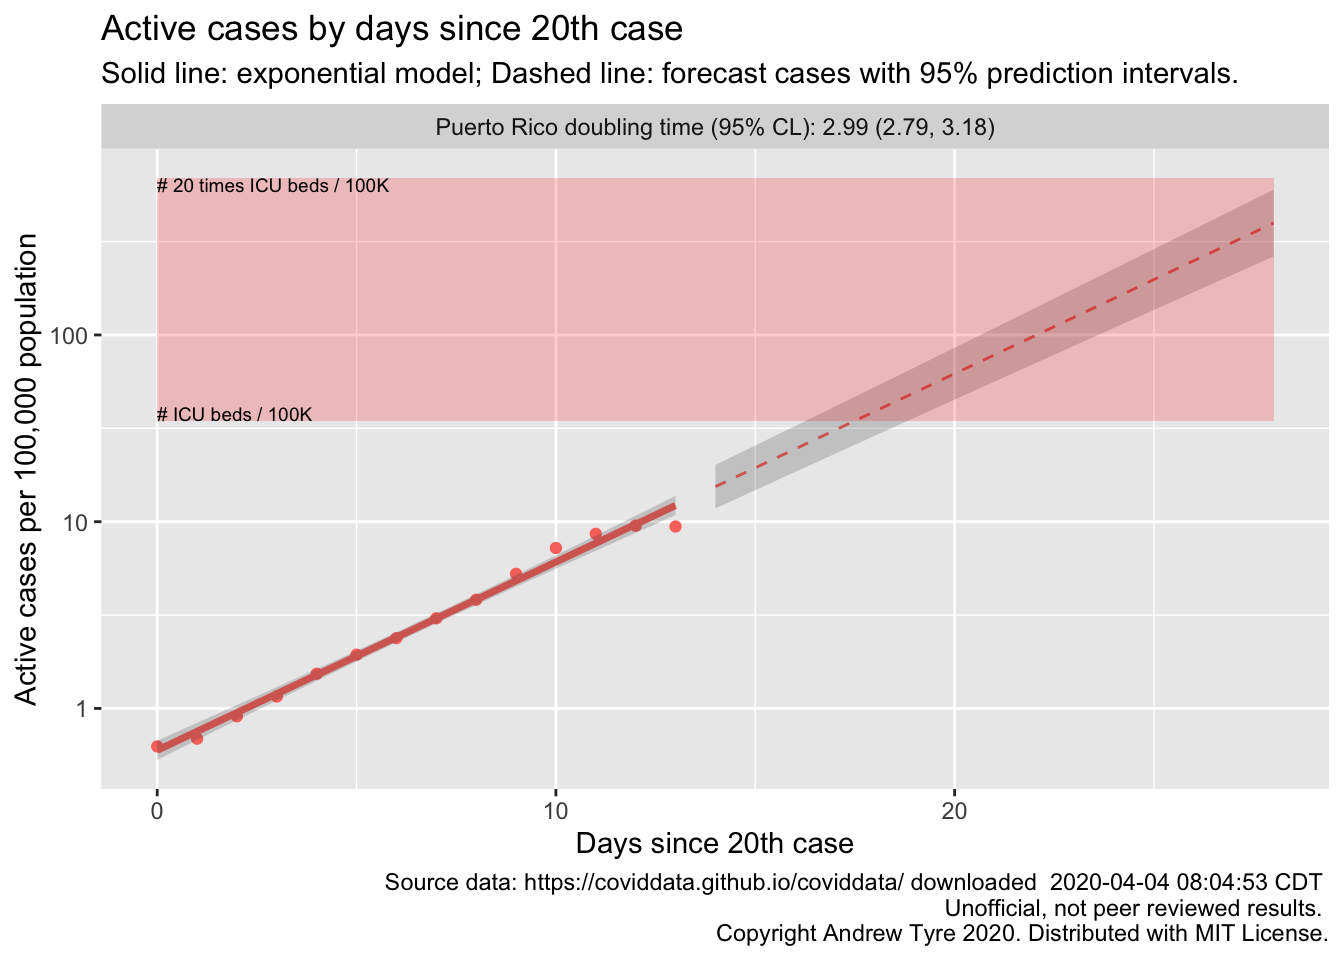 Active cases by days since 20th case
Solid line: exponential model; Dashed line: forecast cases with 95% prediction intervals.
Puerto Rico doubling time (95% CL): 2.99 (2.79, 3.18)
# 20 times ICU beds / 100K
# ICU beds / 100K
Active cases per 100,000 population
100
10
1
0
10
20
Days since 20th case
Source data: https://coviddata.github.io/coviddata/ downloaded  2020-04-04 08:04:53 CDT
Unofficial, not peer reviewed results.
Copyright Andrew Tyre 2020. Distributed with MIT License.